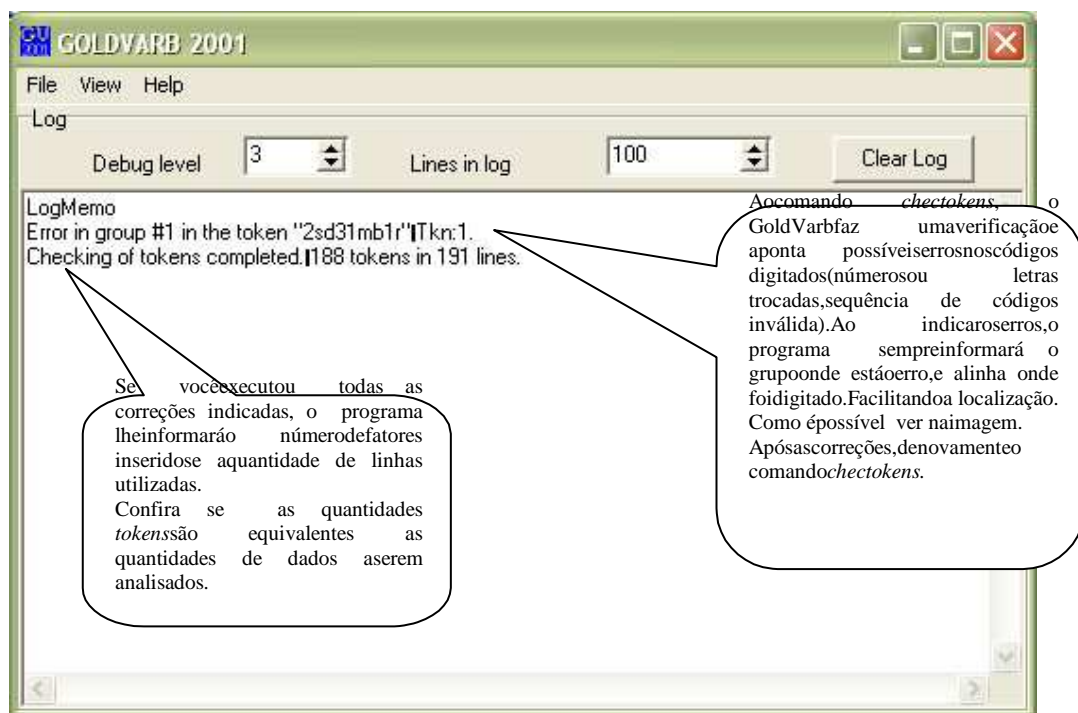 GU
2001
GOLDVARB 2001
File View Help
Log
Debug level 3 Lines in log 100 Clear Log
LogMemo
Error in group #1 in the token "2sd31mb1r"|Tkn:1.
Checking of tokens completed.|188 tokens in 191 lines.
Aocomando chectokens, o
GoldVarbfaz umaverificaçãoe
aponta possíveiserrosnoscódigos
digitados(númerosou letras
trocadas,sequência de códigos
inválida).Ao indicaroserros,o
programa sempreinformará o
grupoonde estáoerro,e alinha onde
foidigitado.Facilitandoa localização.
Como épossível ver naimagem.
Apósascorreções,denovamenteo
comandochectokens.
Se vocêexecutou todas as
correções indicadas, o programa
lheinformaráo númerodefatores
inseridose aquantidade de linhas
utilizadas.
Confira se as quantidades
tokenssão equivalentes as
quantidades de dados aserem
analisados.